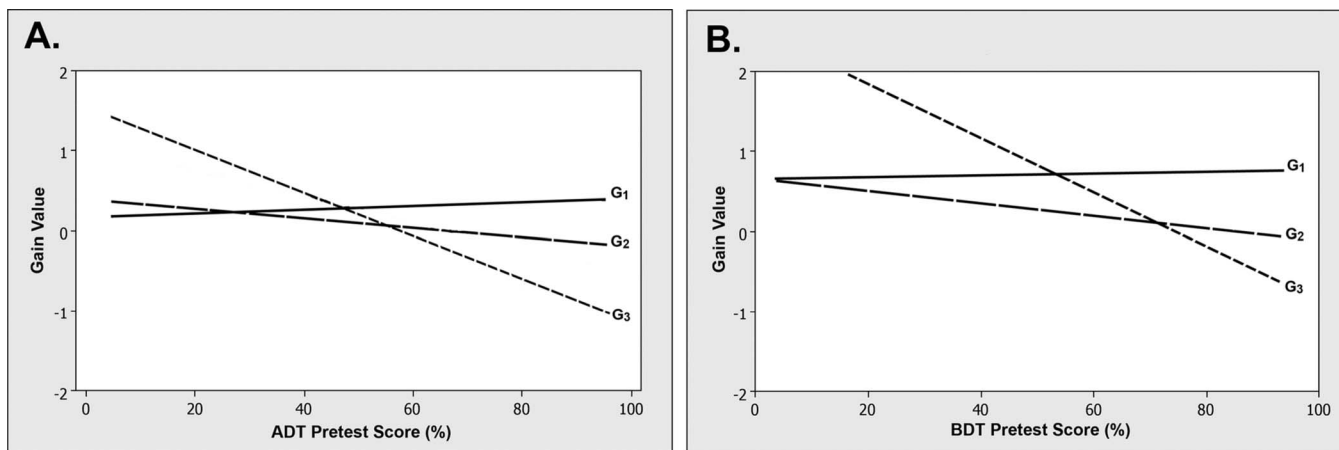 A.
2
1
0
-1
-2
Gain Value
G1
G2
G3
0 20 40 60 80 100
ADT Pretest Score (%)
B.
2
1
0
-1
-2
Gain Value
G1
G2
G3
0 20 40 60 80 100
BDT Pretest Score (%)